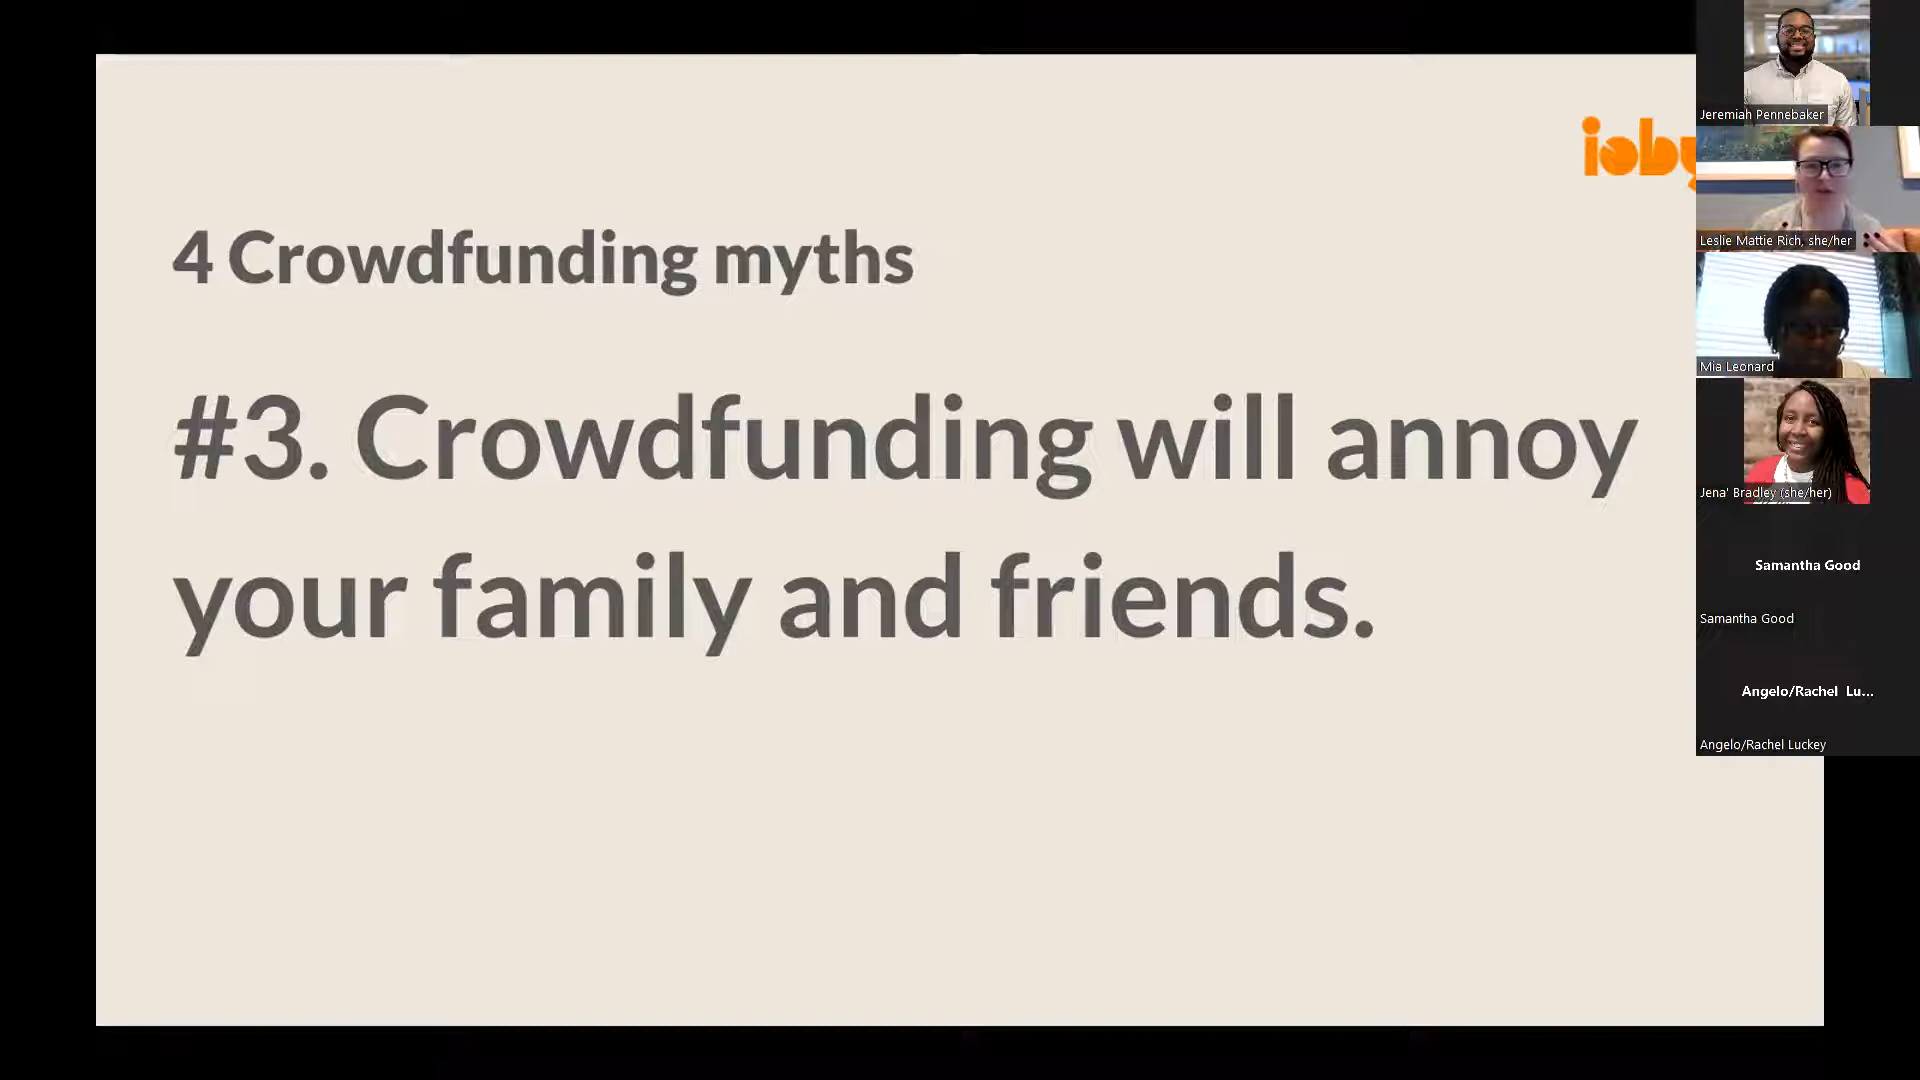 ioby
4 Crowdfunding myths
#3. Crowdfunding will annoy
your family and friends.
Jeremiah Pennebaker
Leslie Mattie Rich, she/her
Mia Leonard
Jena' Bradley (she/her)
Samantha Good
Samantha Good
Angelo/Rachel Lu...
Angelo/Rachel Luckey